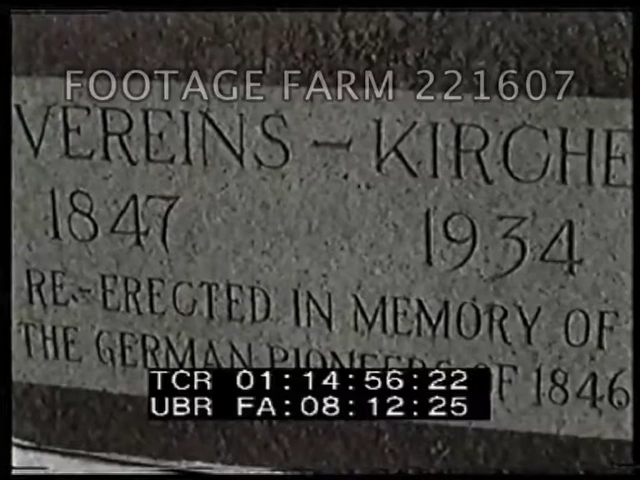 FOOTAGE FARM 221607
VEREINS - KIRCHE
1847 1934
RE-ERECTED IN MEMORY OF
THE GERMAN PIONEERS OF 1846
TCR 01:14:56:22
UBR FA:08:12:25